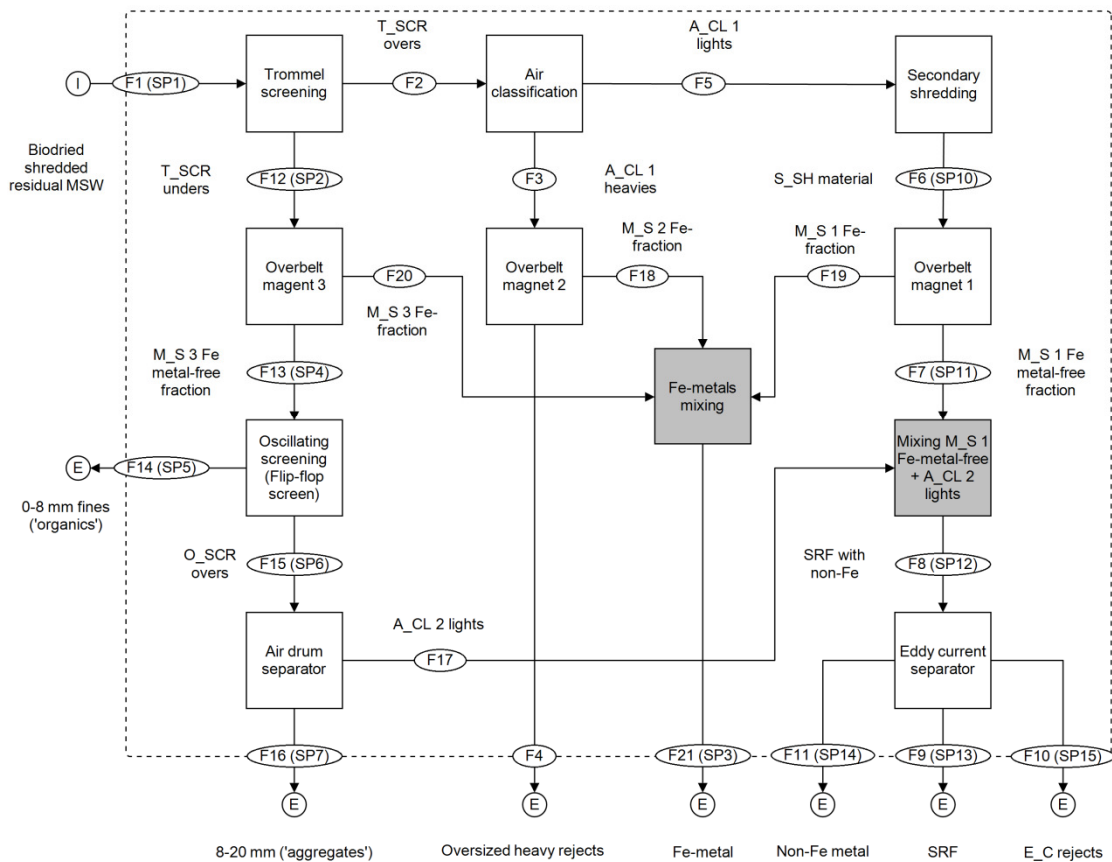 T_SCR
overs
A_CL 1
lights
I
F1 (SP1)
Trommel
screening
F2
Air
classification
F5
Secondary
shredding
Biodried
shredded
residual MSW
T_SCR
unders
F12 (SP2)
F3
A_CL 1
heavies
S_SH material
F6 (SP10)
M_S 2 Fe-
fraction
M_S 1 Fe-
fraction
Overbelt
magent 3
F20
Overbelt
magnet 2
F18
F19
Overbelt
magnet 1
M_S 3 Fe-
fraction
M_S 3 Fe
metal-free
fraction
F13 (SP4)
Fe-metals
mixing
F7 (SP11)
M_S 1 Fe
metal-free
fraction
E
F14 (SP5)
Oscillating
screening
(Flip-flop
screen)
Mixing M_S 1
Fe-metal-free
+ A_CL 2
lights
0-8 mm fines
('organics')
O_SCR
overs
F15 (SP6)
SRF with
non-Fe
F8 (SP12)
Air drum
separator
A_CL 2 lights
F17
Eddy current
separator
F16 (SP7)
F4
F21 (SP3)
F11 (SP14)
F9 (SP13)
F10 (SP15)
E
E
E
E
E
E
8-20 mm ('aggregates')
Oversized heavy rejects
Fe-metal
Non-Fe metal
SRF
E_C rejects